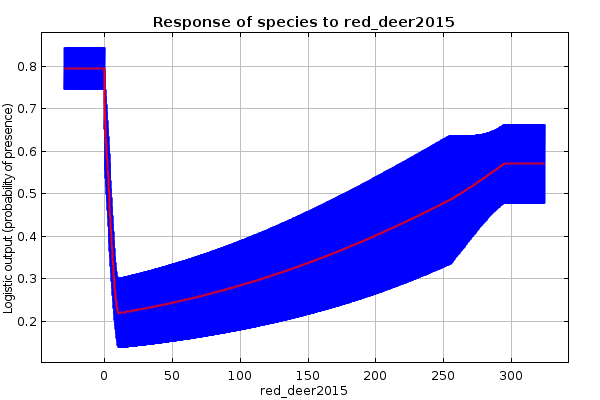 Response of species to red_deer2015
Logistic output (probability of presence)
0.8
0.7
0.6
0.5
0.4
0.3
0.2
0 50 100 150 200 250 300
red_deer2015